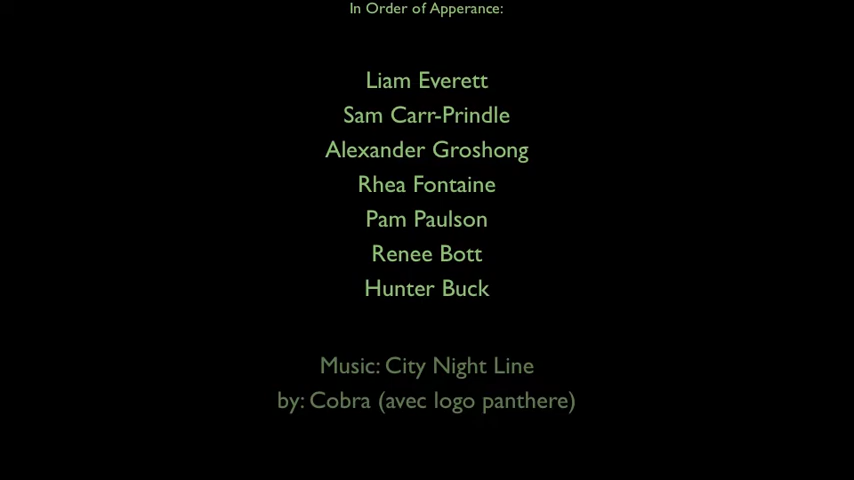 In Order of Apperance:
Liam Everett
Sam Carr-Prindle
Alexander Groshong
Rhea Fontaine
Pam Paulson
Renee Bott
Hunter Buck
Music: City Night Line
by: Cobra (avec logo panthere)